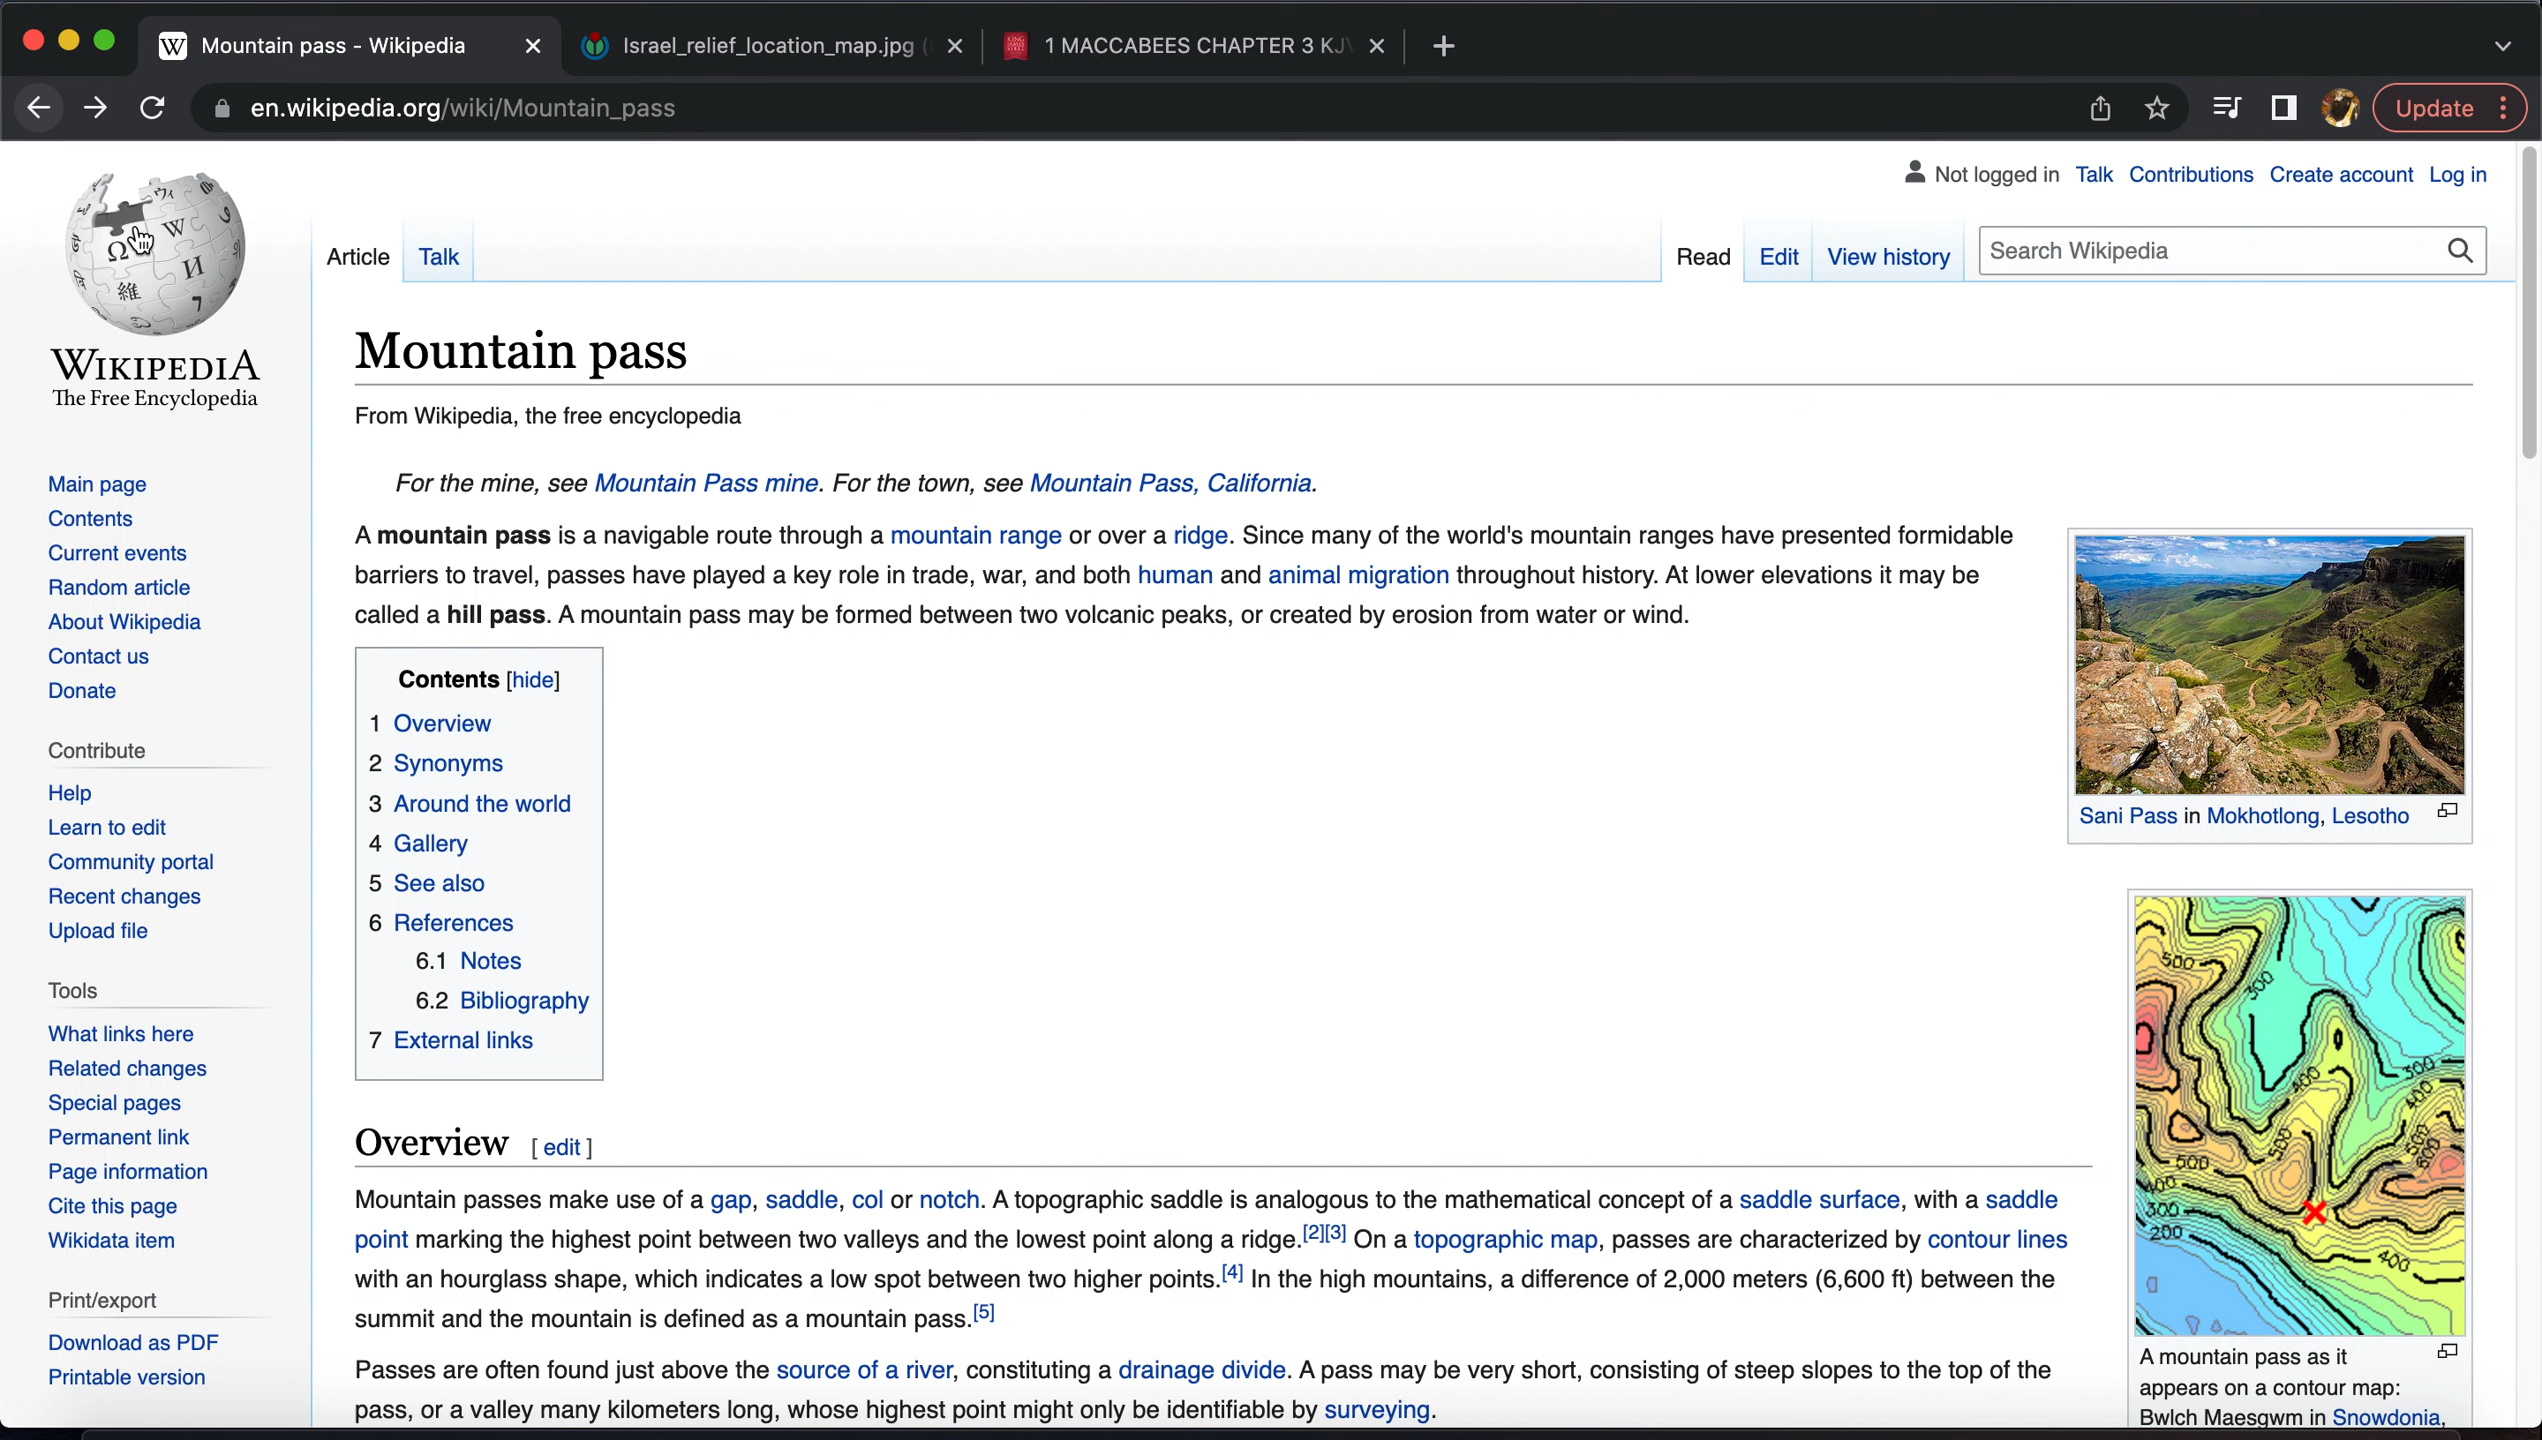 Mountain pass - Wikipedia
Israel_relief_location_map.jpg (
1 MACCABEES CHAPTER 3 KJV
en.wikipedia.org/wiki/Mountain_pass
Update
Not logged in Talk Contributions Create account Log in
Article Talk
Read Edit View history
Search Wikipedia
WIKIPEDIA
The Free Encyclopedia
Main page
Contents
Current events
Random article
About Wikipedia
Contact us
Donate
Contribute
Help
Learn to edit
Community portal
Recent changes
Upload file
Tools
What links here
Related changes
Special pages
Permanent link
Page information
Cite this page
Wikidata item
Print/export
Download as PDF
Printable version
Mountain pass
From Wikipedia, the free encyclopedia
For the mine, see Mountain Pass mine. For the town, see Mountain Pass, California.
A mountain pass is a navigable route through a mountain range or over a ridge. Since many of the world's mountain ranges have presented formidable
barriers to travel, passes have played a key role in trade, war, and both human and animal migration throughout history. At lower elevations it may be
called a hill pass. A mountain pass may be formed between two volcanic peaks, or created by erosion from water or wind.
Contents [hide]
1 Overview
2 Synonyms
3 Around the world
4 Gallery
5 See also
6 References
6.1 Notes
6.2 Bibliography
7 External links
Overview [ edit ]
Mountain passes make use of a gap, saddle, col or notch. A topographic saddle is analogous to the mathematical concept of a saddle surface, with a saddle
point marking the highest point between two valleys and the lowest point along a ridge.[2][3] On a topographic map, passes are characterized by contour lines
with an hourglass shape, which indicates a low spot between two higher points.[4] In the high mountains, a difference of 2,000 meters (6,600 ft) between the
summit and the mountain is defined as a mountain pass.[5]
Passes are often found just above the source of a river, constituting a drainage divide. A pass may be very short, consisting of steep slopes to the top of the
pass, or a valley many kilometers long, whose highest point might only be identifiable by surveying.
Sani Pass in Mokhotlong, Lesotho
500
300
300
400
400
500
500
500
600
400
300
200
400
A mountain pass as it
appears on a contour map:
Bwlch Maesgwm in Snowdonia,